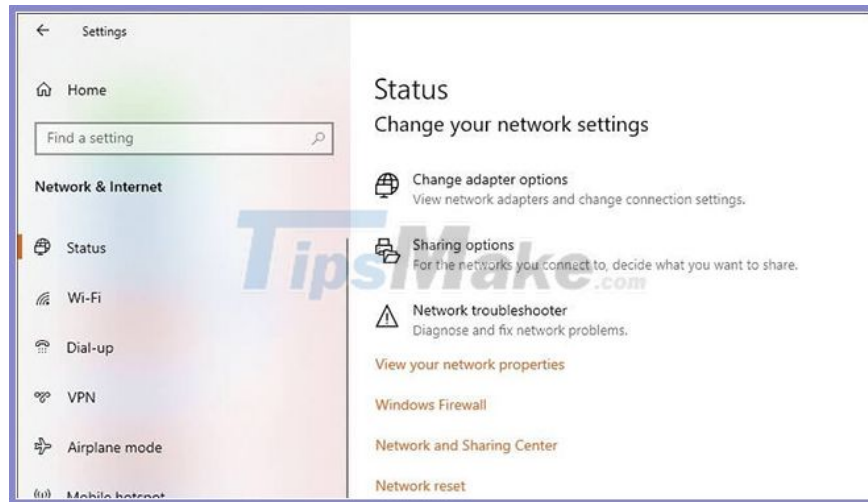 Settings
Home
Find a setting
Network & Internet
Status
Wi-Fi
Dial-up
VPN
Airplane mode
Mobile hotspot
Status
Change your network settings
Change adapter options
View network adapters and change connection settings.
Sharing options
For the networks you connect to, decide what you want to share.
Network troubleshooter
Diagnose and fix network problems.
View your network properties
Windows Firewall
Network and Sharing Center
Network reset
TipsMake.com